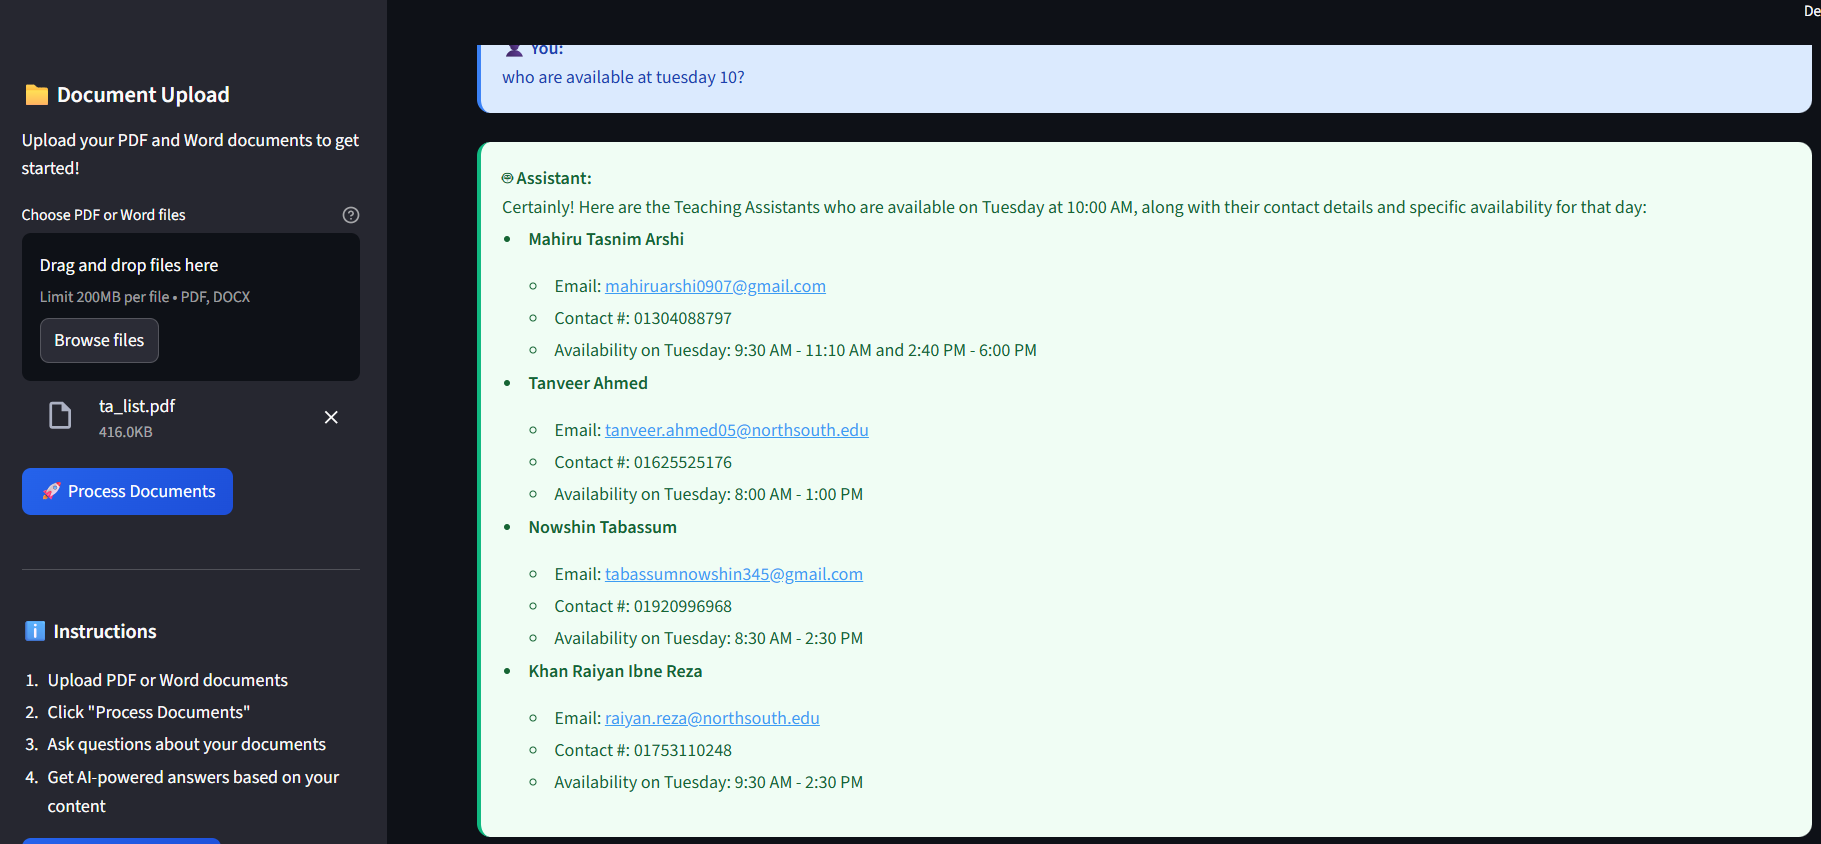 De
Document Upload
Upload your PDF and Word documents to get
started!
Choose PDF or Word files
Drag and drop files here
Limit 200MB per file • PDF, DOCX
Browse files
ta_list.pdf
416.0KB
Process Documents
Instructions
1. Upload PDF or Word documents
2. Click "Process Documents"
3. Ask questions about your documents
4. Get AI-powered answers based on your
content
You:
who are available at tuesday 10?
Assistant:
Certainly! Here are the Teaching Assistants who are available on Tuesday at 10:00 AM, along with their contact details and specific availability for that day:
• Mahiru Tasnim Arshi
Email: mahiruarshi0907@gmail.com
Contact #: 01304088797
Availability on Tuesday: 9:30 AM - 11:10 AM and 2:40 PM - 6:00 PM
• Tanveer Ahmed
Email: tanveer.ahmed05@northsouth.edu
Contact #: 01625525176
Availability on Tuesday: 8:00 AM - 1:00 PM
• Nowshin Tabassum
Email: tabassumnowshin345@gmail.com
Contact #: 01920996968
Availability on Tuesday: 8:30 AM - 2:30 PM
• Khan Raiyan Ibne Reza
Email: raiyan.reza@northsouth.edu
Contact #: 01753110248
Availability on Tuesday: 9:30 AM - 2:30 PM